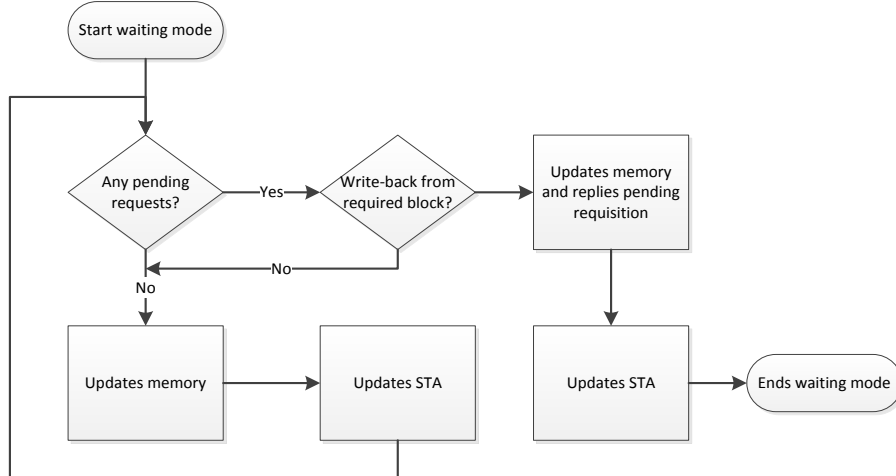 Start waiting mode
Any pending
requests?
Yes
Write-back from
required block?
Updates memory
and replies pending
requisition
No
No
Updates memory
Updates STA
Updates STA
Ends waiting mode